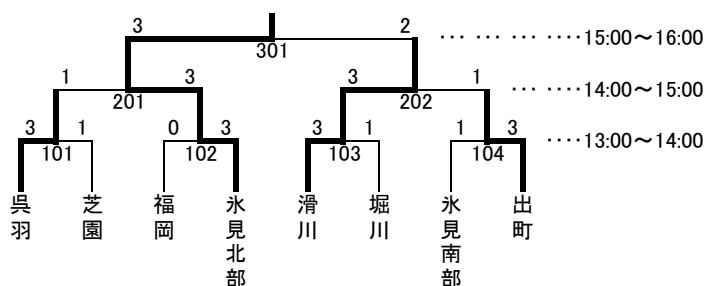 3 2
301 … … … ‥‥15:00～16:00
1 3 3 1
201 202 ‥ … … ‥‥14:00～15:00
3 1 0 3 3 1 1 3
101 102 103 104 ‥‥13:00～14:00
呉羽
芝園
福岡
氷見北部
滑川
堀川
氷見南部
出町